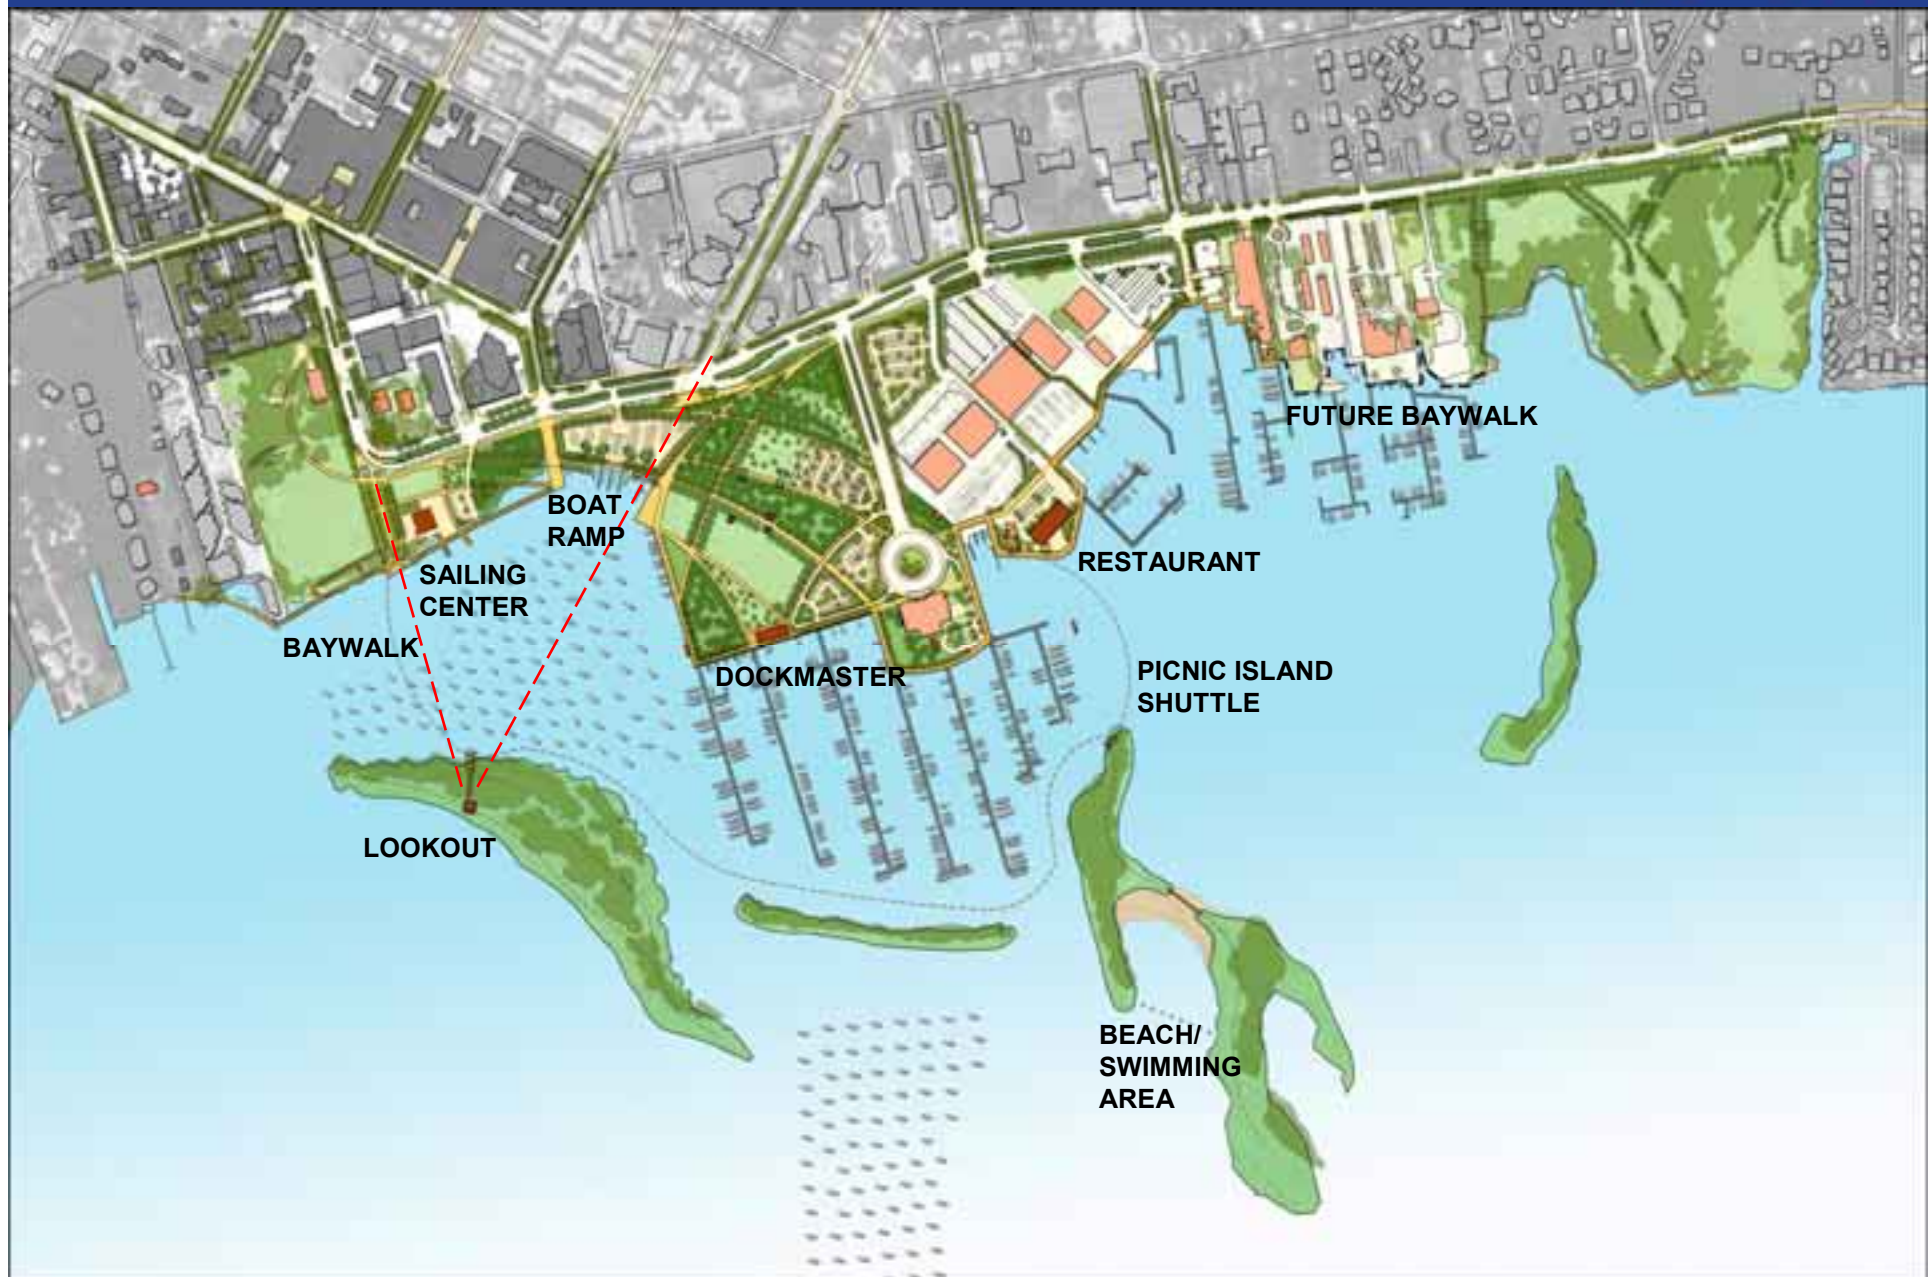 FUTURE BAYWALK
BOAT
RAMP
RESTAURANT
SAILING
CENTER
BAYWALK
DOCKMASTER
PICNIC ISLAND
SHUTTLE
LOOKOUT
BEACH/
SWIMMING
AREA